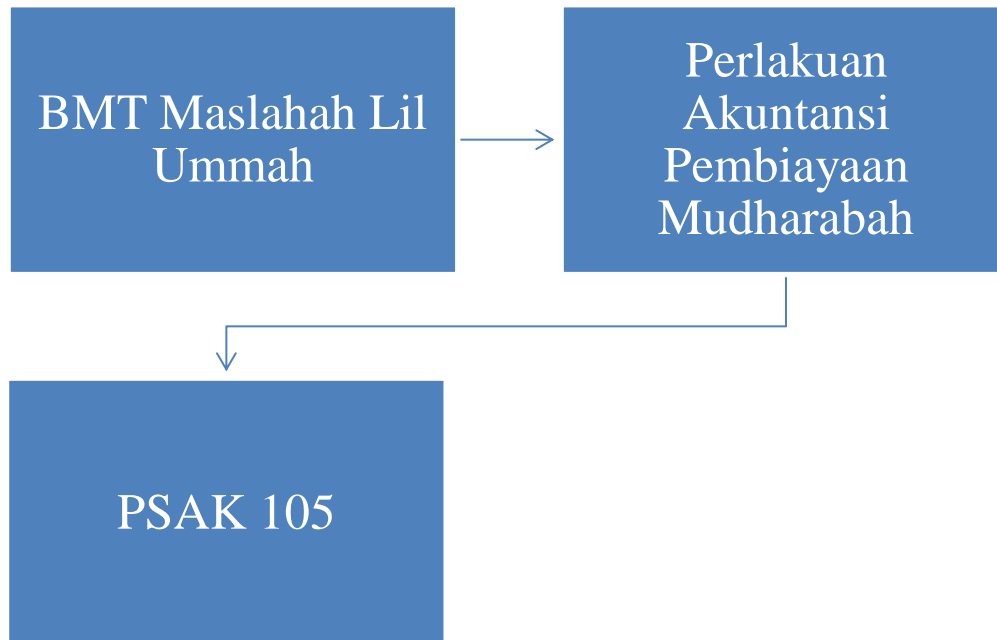 BMT Maslahah Lil
Ummah
Perlakuan
Akuntansi
Pembiayaan
Mudharabah
PSAK 105